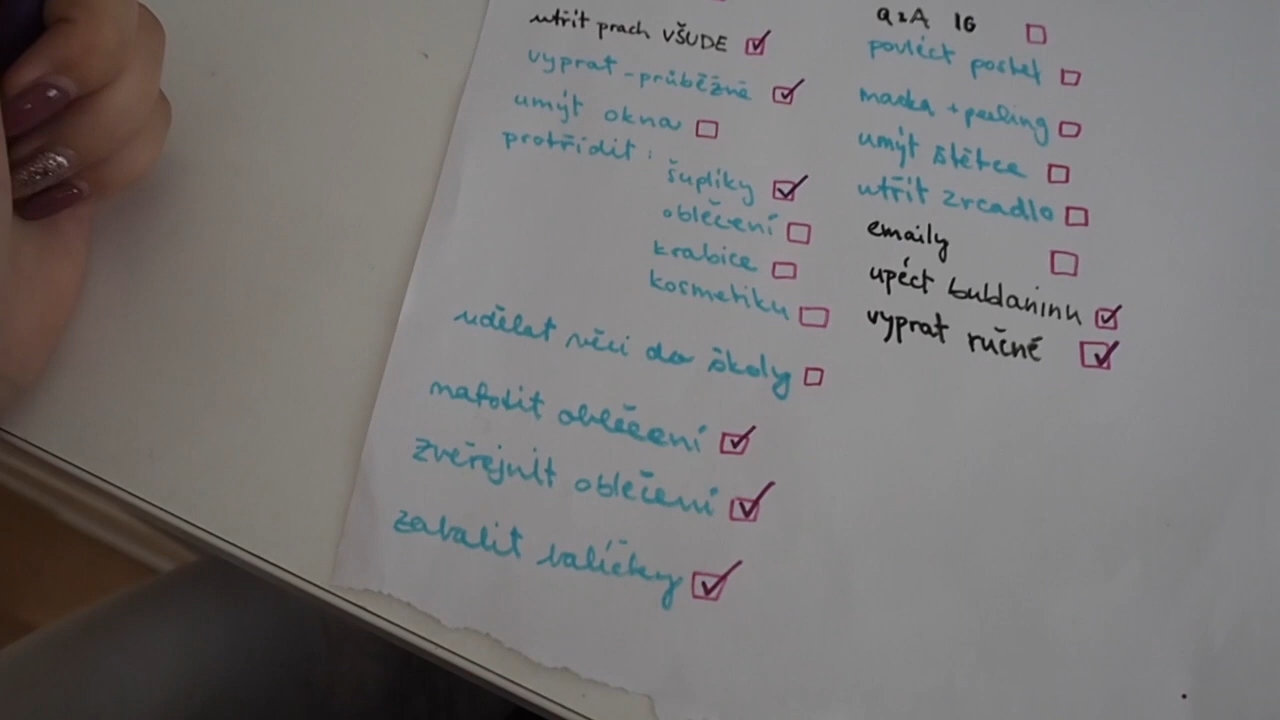 utřít prach VŠUDE
vyprat - průběžně
umýt okna
protřídit:
šuplíky
oblečení
krabice
kosmetiku
udělat věci do školy
nafotit oblečení
zveřejnit oblečení
zabalit balíčky
Q&A IG
povléct postel
maska + peeling
umýt štětce
utřít zrcadlo
emaily
upéct bublaninu
vyprat ručně